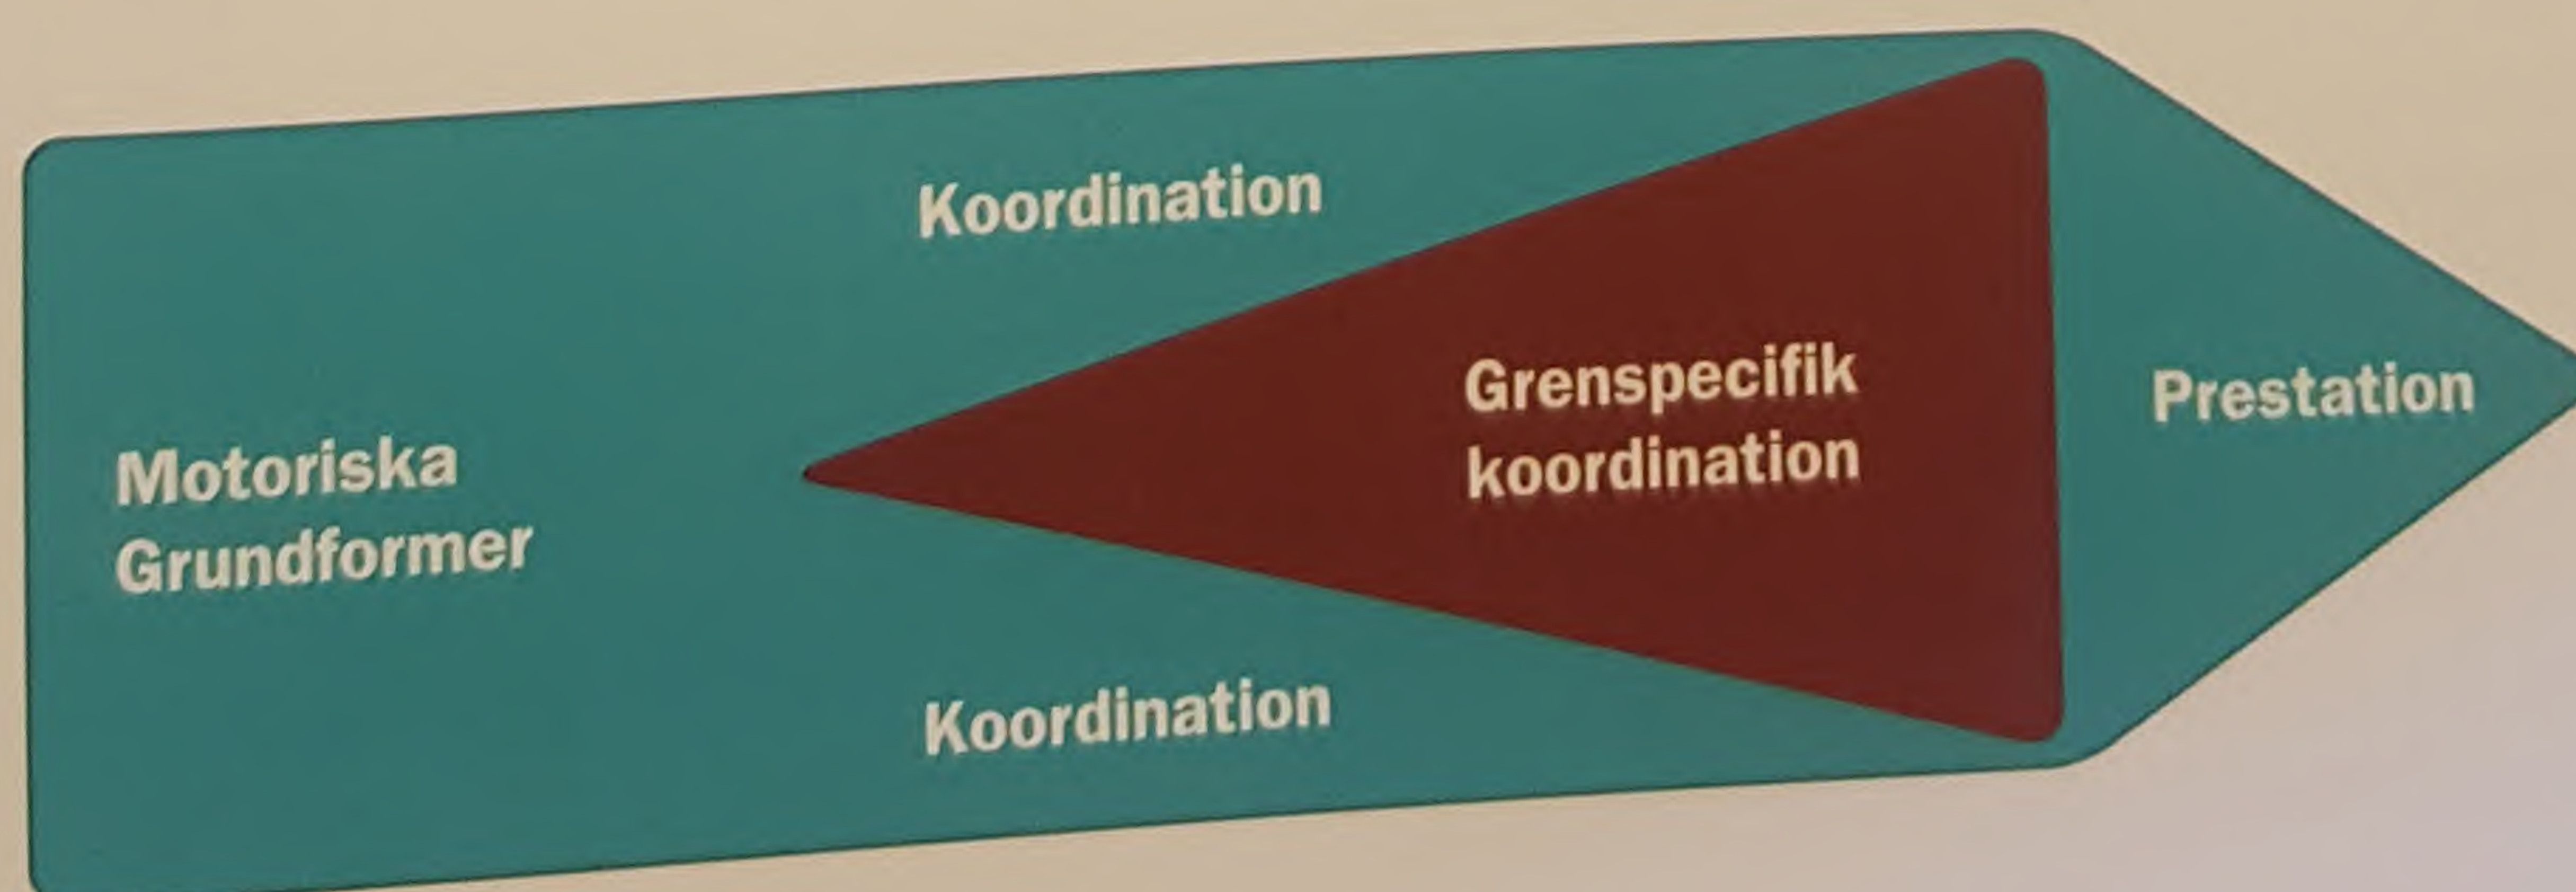 Koordination
Motoriska
Grundformer
Grenspecifik
koordination
Prestation
Koordination